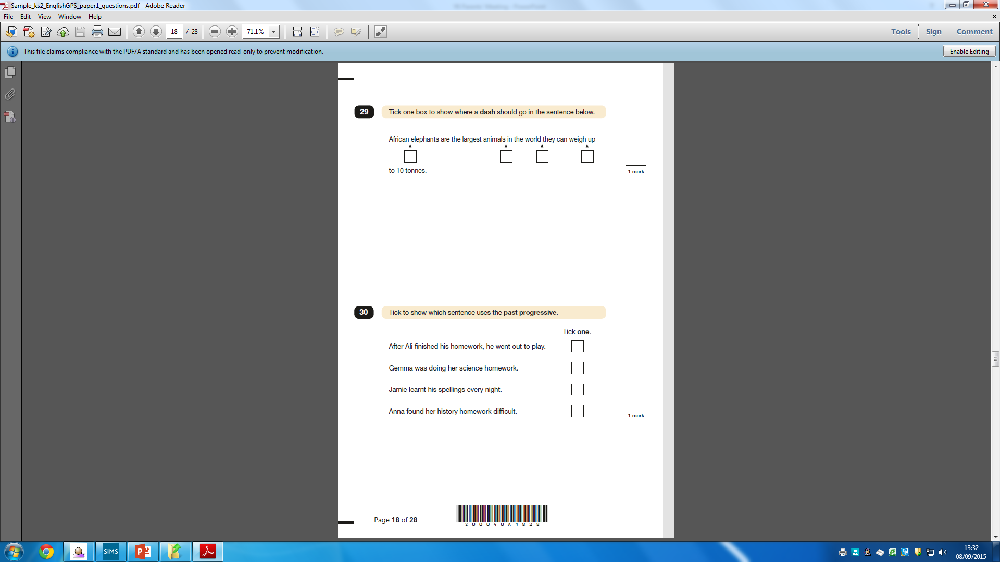 Sample_ks2_EnglishGPS_paper1_questions.pdf - Adobe Reader
File Edit View Window Help
18 / 28 71.1% Tools Sign Comment
This file claims compliance with the PDF/A standard and has been opened read-only to prevent modification. Enable Editing
29 Tick one box to show where a dash should go in the sentence below.
African elephants are the largest animals in the world they can weigh up
to 10 tonnes.
1 mark
30 Tick to show which sentence uses the past progressive.
Tick one.
After Ali finished his homework, he went out to play.
Gemma was doing her science homework.
Jamie learnt his spellings every night.
Anna found her history homework difficult.
1 mark
Page 18 of 28
S00040A1828
SIMS
13:32
08/09/2015